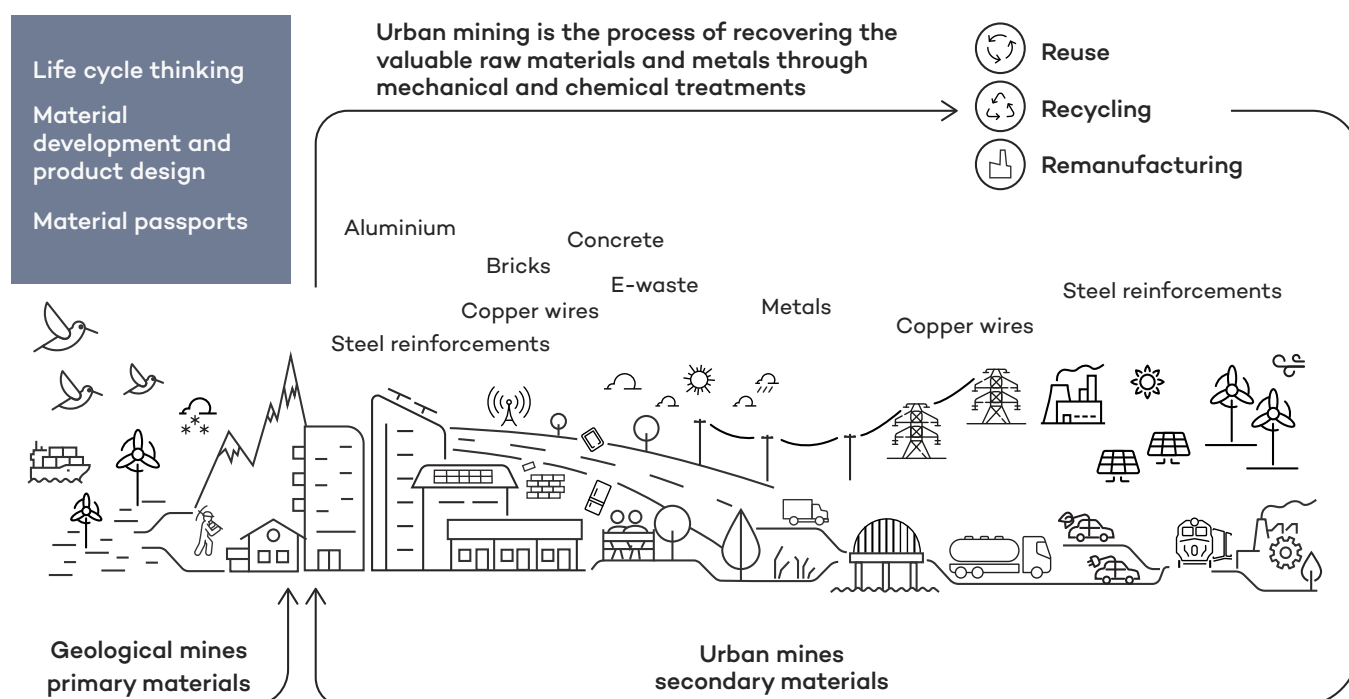 Life cycle thinking
Material
development and
product design
Material passports
Urban mining is the process of recovering the
valuable raw materials and metals through
mechanical and chemical treatments
Reuse
Recycling
Remanufacturing
Aluminium
Concrete
Bricks
E-waste
Copper wires
Steel reinforcements
Metals
Copper wires
Steel reinforcements
Geological mines
primary materials
Urban mines
secondary materials